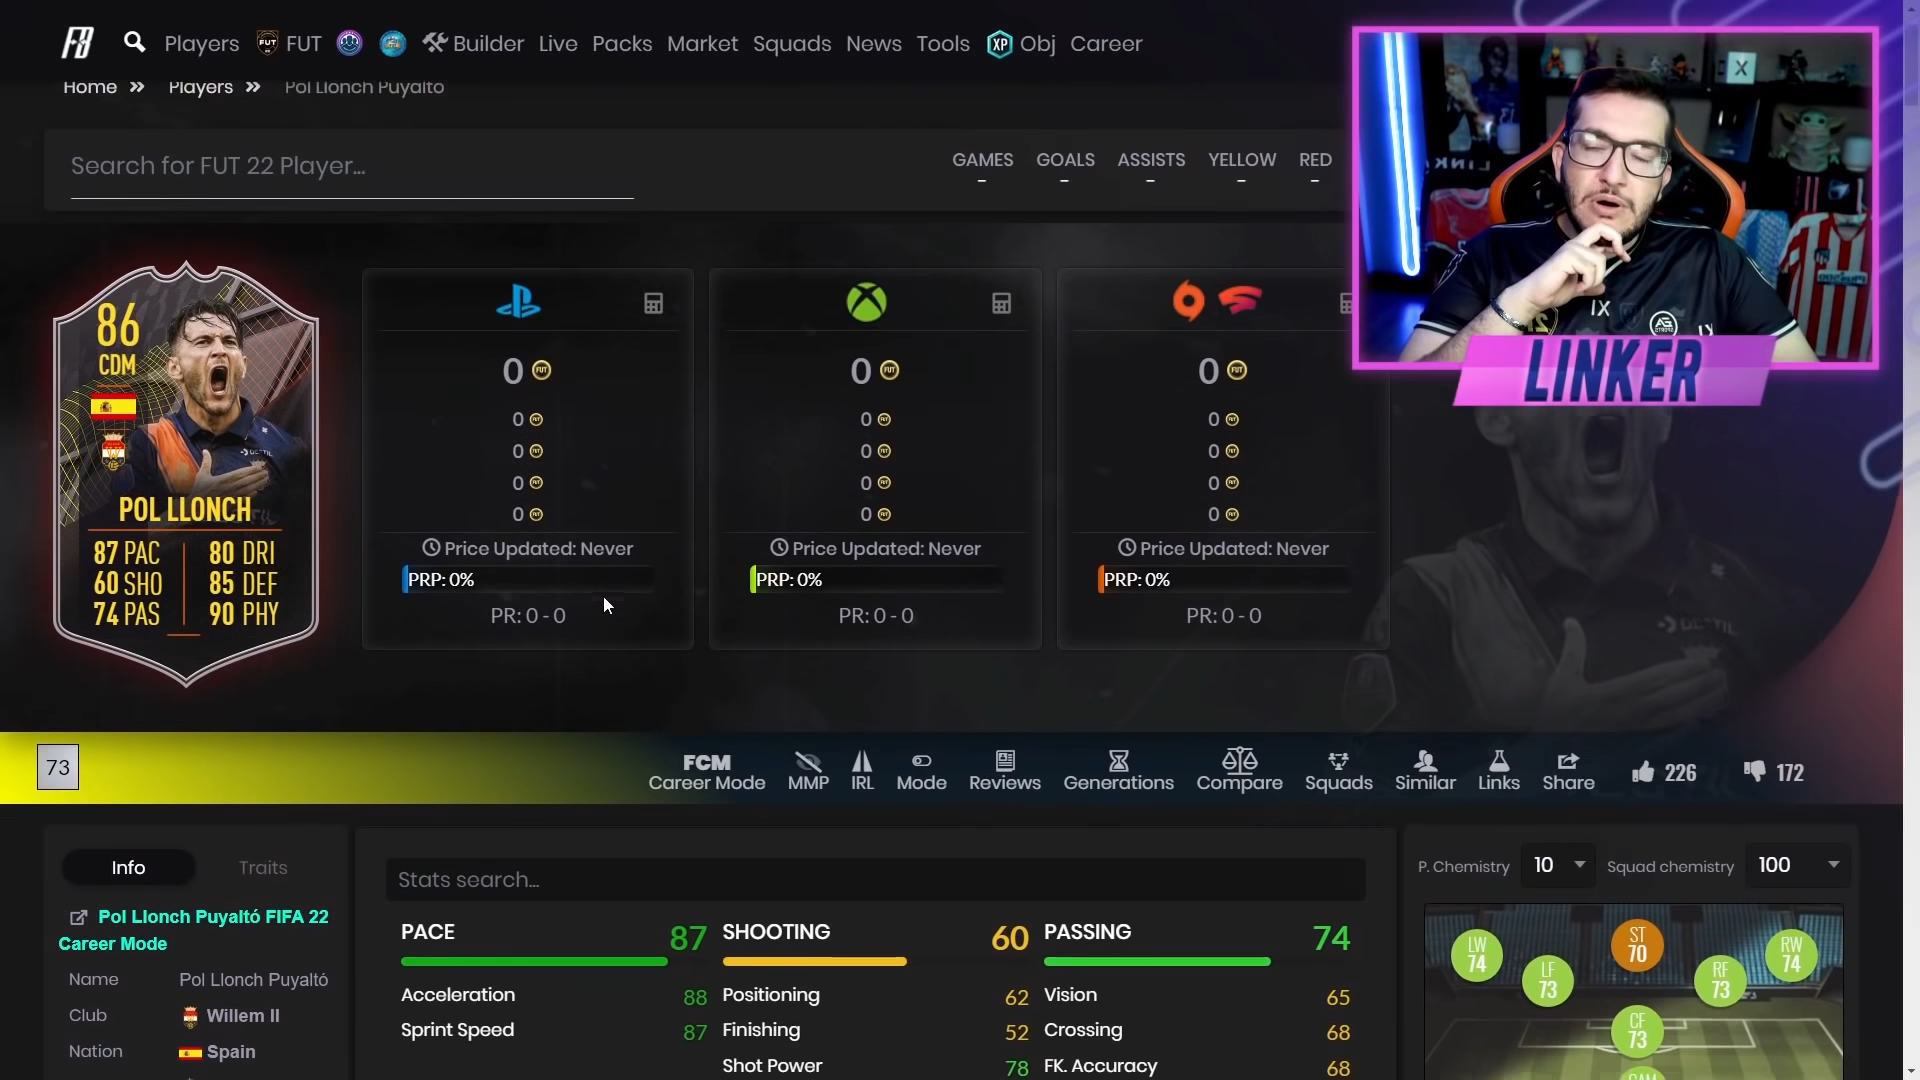 Players FUT Builder Live Packs Market Squads News Tools XP Obj Career
Home » Players » Pol Llonch Puyaltó
X
Search for FUT 22 Player...
GAMES GOALS ASSISTS YELLOW RED
- - - - -
LINKER
86
CDM
POL LLONCH
87 PAC 80 DRI
60 SHO 85 DEF
74 PAS 90 PHY
0 0 0
0 0 0
0 0 0
0 0 0
0 0 0
Price Updated: Never Price Updated: Never Price Updated: Never
PRP: 0% PRP: 0% PRP: 0%
PR: 0 - 0 PR: 0 - 0 PR: 0 - 0
73
FCM
Career Mode MMP IRL Mode Reviews Generations Compare Squads Similar Links Share 226 172
Info Traits
Pol Llonch Puyaltó FIFA 22
Career Mode
Name Pol Llonch Puyaltó
Club Willem II
Nation Spain
Stats search...
PACE 87 SHOOTING 60 PASSING 74
Acceleration 88 Positioning 62 Vision 65
Sprint Speed 87 Finishing 52 Crossing 68
Shot Power 78 FK. Accuracy 68
P. Chemistry 10 Squad chemistry 100
LW
74
ST
70
RW
74
LF
73
RF
73
CF
73